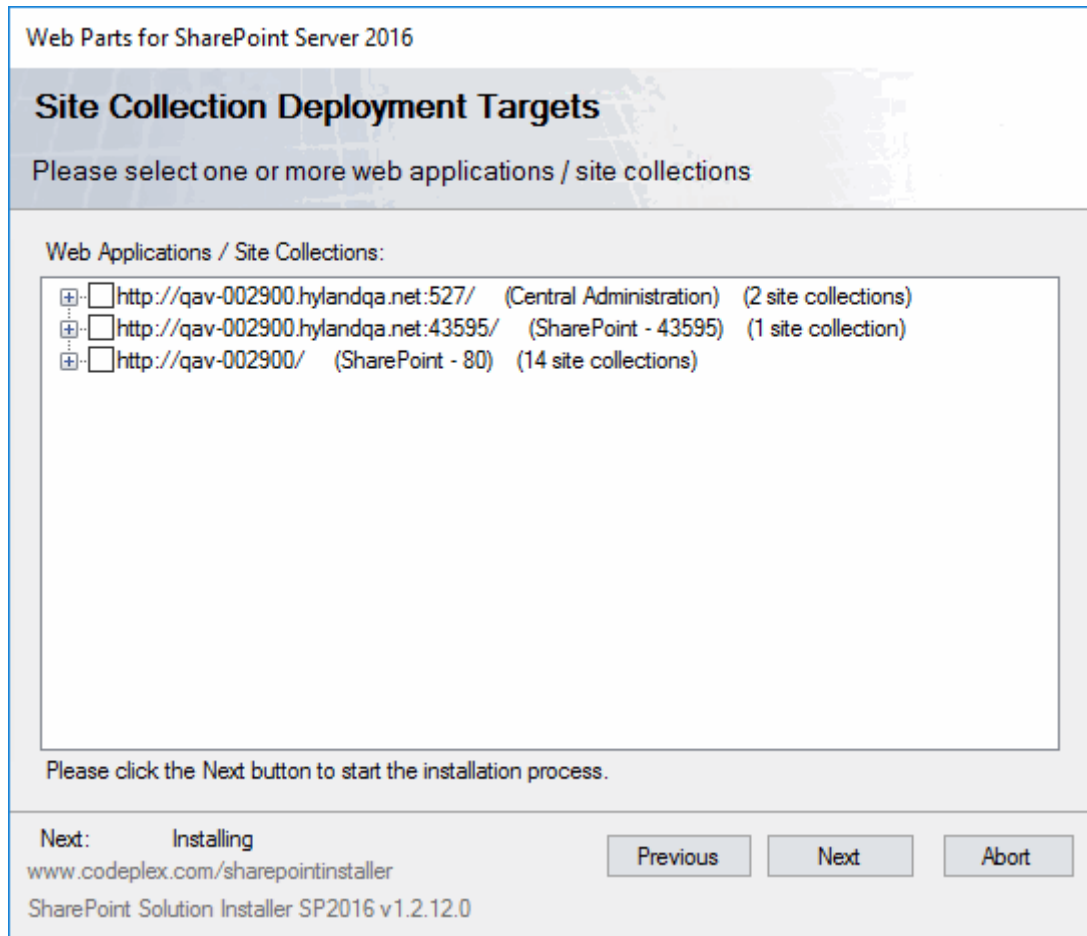 Web Parts for SharePoint Server 2016
Site Collection Deployment Targets
Please select one or more web applications / site collections
Web Applications / Site Collections:
http://qav-002900.hylandqa.net:527/ (Central Administration) (2 site collections)
http://qav-002900.hylandqa.net:43595/ (SharePoint - 43595) (1 site collection)
http://qav-002900/ (SharePoint - 80) (14 site collections)
Please click the Next button to start the installation process.
Next: Installing
www.codeplex.com/sharepointinstaller
SharePoint Solution Installer SP2016 v1.2.12.0
Previous
Next
Abort